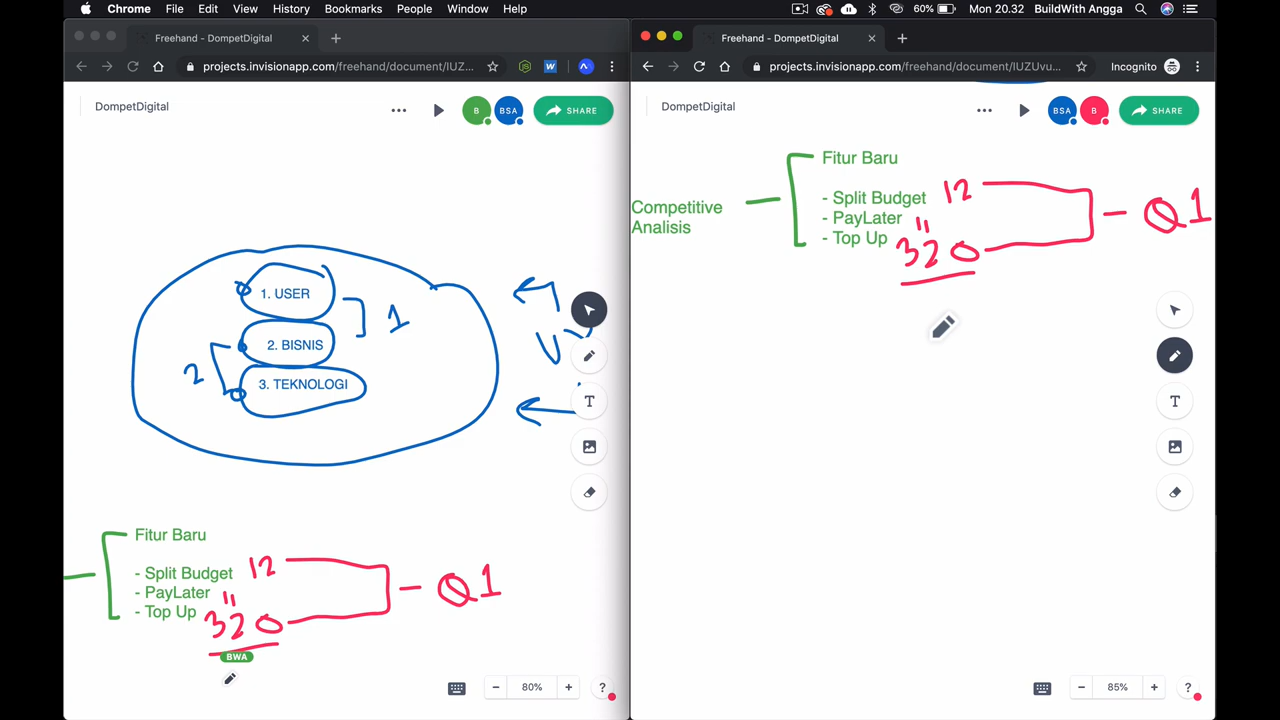 Chrome File Edit View History Bookmarks People Window Help 60% Mon 20.32 BuildWith Angga
Freehand - DompetDigital
projects.invisionapp.com/freehand/document/IUZ...
DompetDigital
B BSA SHARE
1. USER
2. BISNIS
3. TEKNOLOGI
1
2
T
Fitur Baru
- Split Budget 12
- PayLater 11
- Top Up 320
Q1
BWA
80% ?
Freehand - DompetDigital
projects.invisionapp.com/freehand/document/IUZUvu... Incognito
DompetDigital
BSA B SHARE
Competitive
Analisis
Fitur Baru
- Split Budget 12
- PayLater 11
- Top Up 320
Q1
T
85% ?